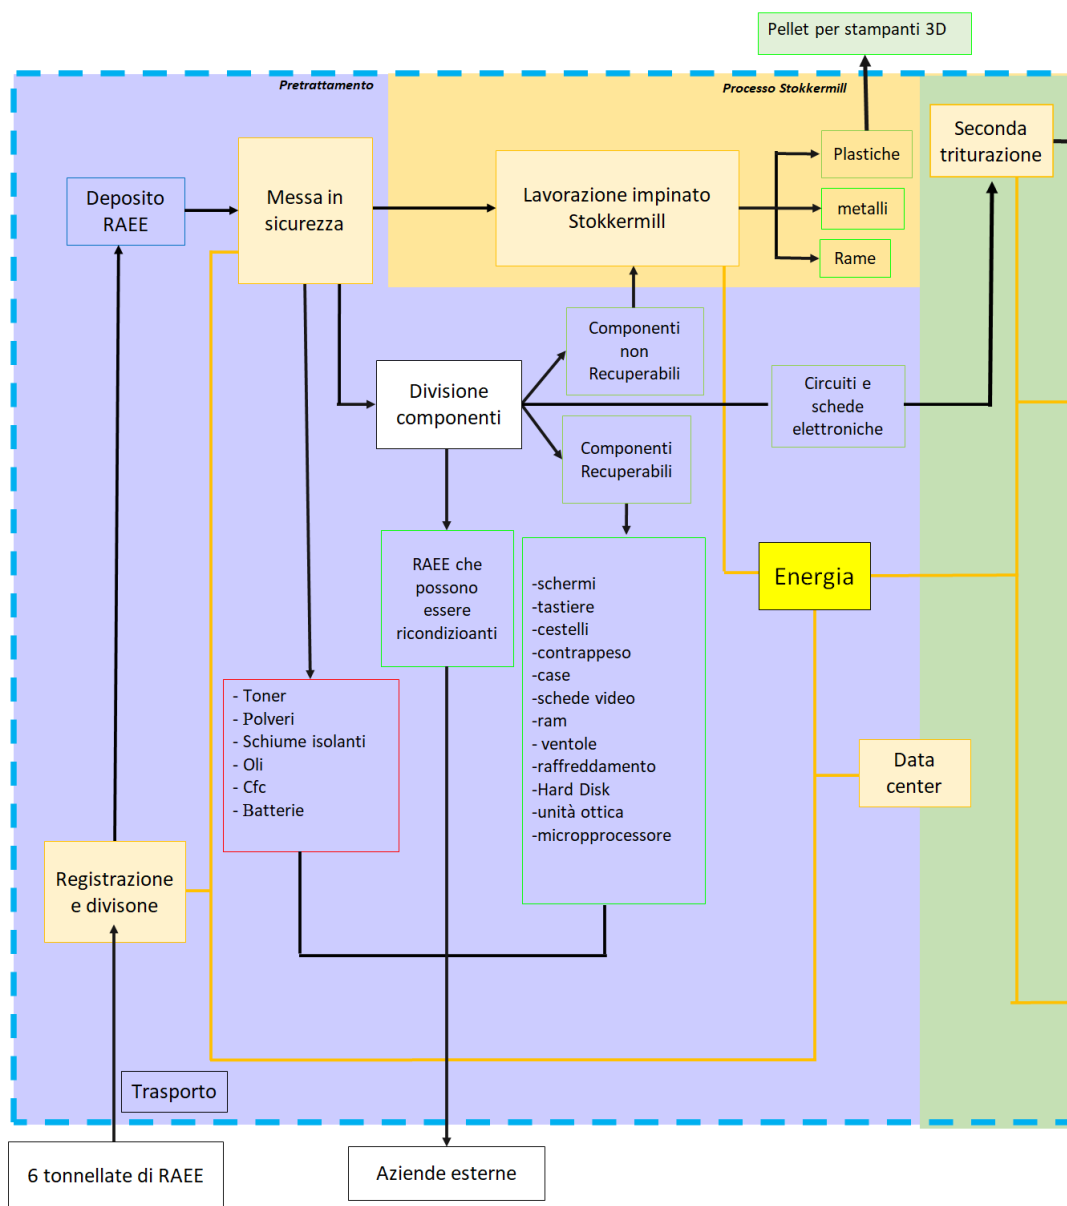 Pellet per stampanti 3D
Pretrattamento
Processo Stokkermill
Seconda
triturazione
Plastiche
metalli
Rame
Lavorazione impinato
Stokkermill
Messa in
sicurezza
Deposito
RAEE
Componenti
non
Recuperabili
Divisione
componenti
Circuiti e
schede
elettroniche
Componenti
Recuperabili
RAEE che
possono
essere
ricondizioanti
Energia
-schermi
-tastiere
-cestelli
-contrappeso
-case
-schede video
-ram
- ventole
-raffreddamento
-Hard Disk
-unità ottica
-micropprocessore
- Toner
- Polveri
- Schiume isolanti
- Oli
- Cfc
- Batterie
Data
center
Registrazione
e divisone
Trasporto
6 tonnellate di RAEE
Aziende esterne